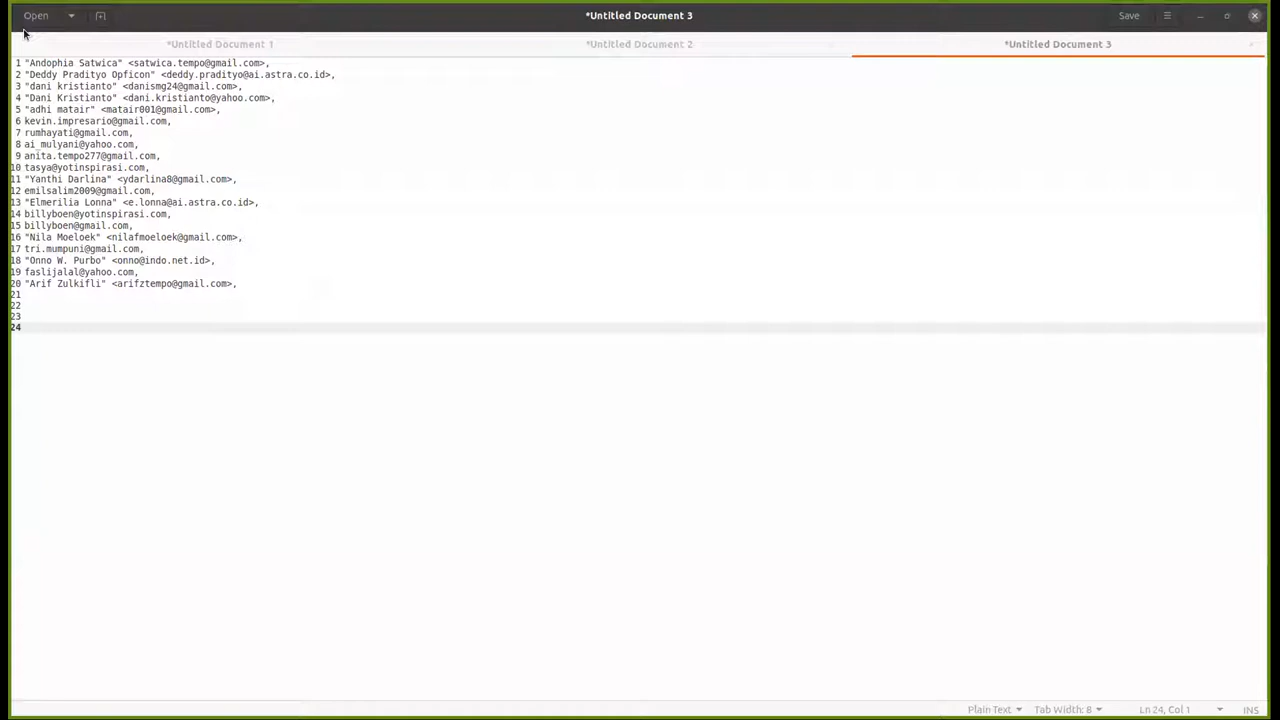 Open
*Untitled Document 3
Save
*Untitled Document 1
*Untitled Document 2
*Untitled Document 3
1 "Andophia Satwica" <satwica.tempo@gmail.com>,
2 "Deddy Pradityo Opficon" <deddy.pradityo@ai.astra.co.id>,
3 "dani kristianto" <danismg24@gmail.com>,
4 "Dani Kristianto" <dani.kristianto@yahoo.com>,
5 "adhi matair" <matair001@gmail.com>,
6 kevin.impresario@gmail.com,
7 rumhayati@gmail.com,
8 ai_mulyani@yahoo.com,
9 anita.tempo277@gmail.com,
10 tasya@yotinspirasi.com,
11 "Yanthi Darlina" <ydarlina8@gmail.com>,
12 emilsalim2009@gmail.com,
13 "Elmerilia Lonna" <e.lonna@ai.astra.co.id>,
14 billyboen@yotinspirasi.com,
15 billyboen@gmail.com,
16 "Nila Moeloek" <nilafmoeloek@gmail.com>,
17 tri.mumpuni@gmail.com,
18 "Onno W. Purbo" <onno@indo.net.id>,
19 faslijalal@yahoo.com,
20 "Arif Zulkifli" <arifztempo@gmail.com>,
21
22
23
24
Plain Text
Tab Width: 8
Ln 24, Col 1
INS